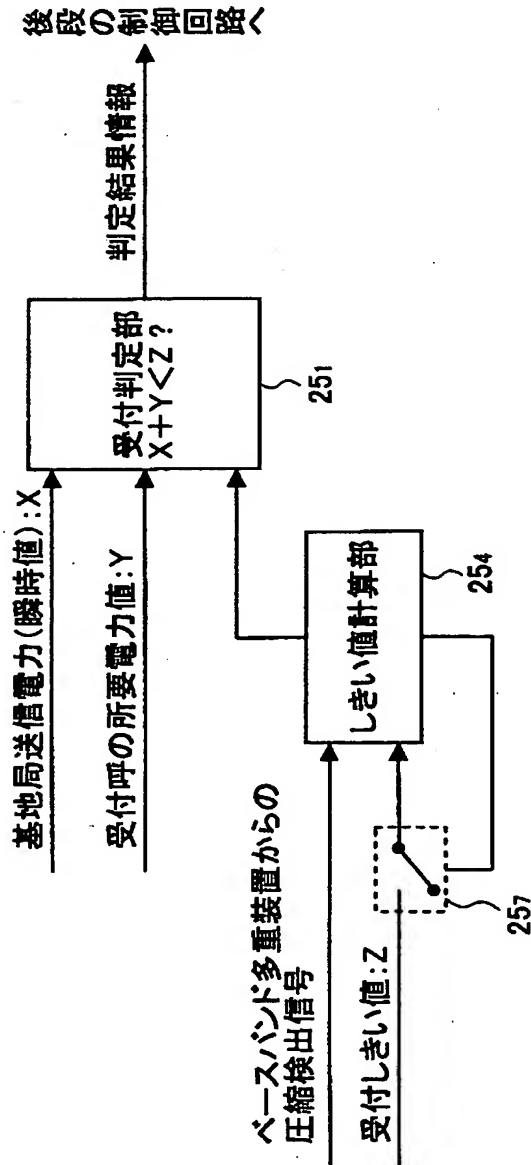 基地局送信電力(瞬時値):X
受付呼の所要電力値:Y
受付判定部
X+Y<Z?
251
判定結果情報
後段の制御回路へ
ベースバンド多重装置からの
圧縮検出信号
受付しきい値:Z
しきい値計算部
254
257